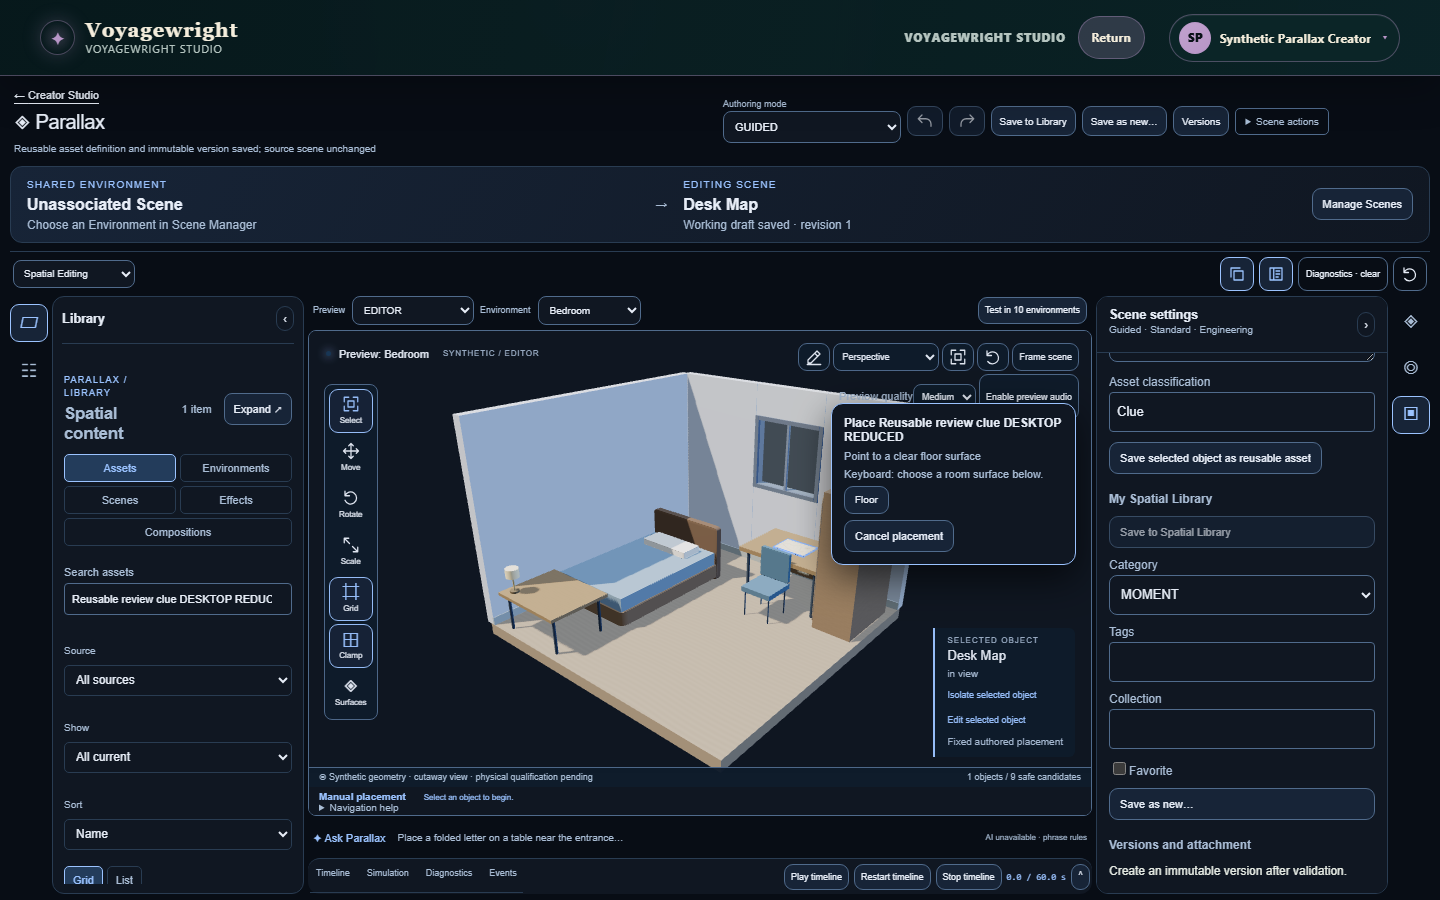 Voyagewright
VOYAGEWRIGHT STUDIO
VOYAGEWRIGHT STUDIO
Return
SP
Synthetic Parallax Creator
← Creator Studio
Parallax
Reusable asset definition and immutable version saved; source scene unchanged
Authoring mode
GUIDED
Save to Library
Save as new...
Versions
Scene actions
SHARED ENVIRONMENT
Unassociated Scene
Choose an Environment in Scene Manager
→
EDITING SCENE
Desk Map
Working draft saved · revision 1
Manage Scenes
Spatial Editing
Diagnostics · clear
Library
PARALLAX /
LIBRARY
Spatial
content
1 item
Expand ↗
Assets
Environments
Scenes
Effects
Compositions
Search assets
Reusable review clue DESKTOP REDUC
Source
All sources
Show
All current
Sort
Name
Grid
List
Preview
EDITOR
Environment
Bedroom
Test in 10 environments
Preview: Bedroom
SYNTHETIC / EDITOR
Perspective
Frame scene
Preview quality
Medium
Enable preview audio
Select
Move
Rotate
Scale
Grid
Clamp
Surfaces
Place Reusable review clue DESKTOP
REDUCED
Point to a clear floor surface
Keyboard: choose a room surface below.
Floor
Cancel placement
SELECTED OBJECT
Desk Map
in view
Isolate selected object
Edit selected object
Fixed authored placement
Synthetic geometry · cutaway view · physical qualification pending
1 objects / 9 safe candidates
Manual placement
Select an object to begin.
Navigation help
Ask Parallax
Place a folded letter on a table near the entrance...
AI unavailable · phrase rules
Timeline
Simulation
Diagnostics
Events
Play timeline
Restart timeline
Stop timeline
0.0 / 60.0 s
Scene settings
Guided · Standard · Engineering
Asset classification
Clue
Save selected object as reusable asset
My Spatial Library
Save to Spatial Library
Category
MOMENT
Tags
Collection
Favorite
Save as new...
Versions and attachment
Create an immutable version after validation.